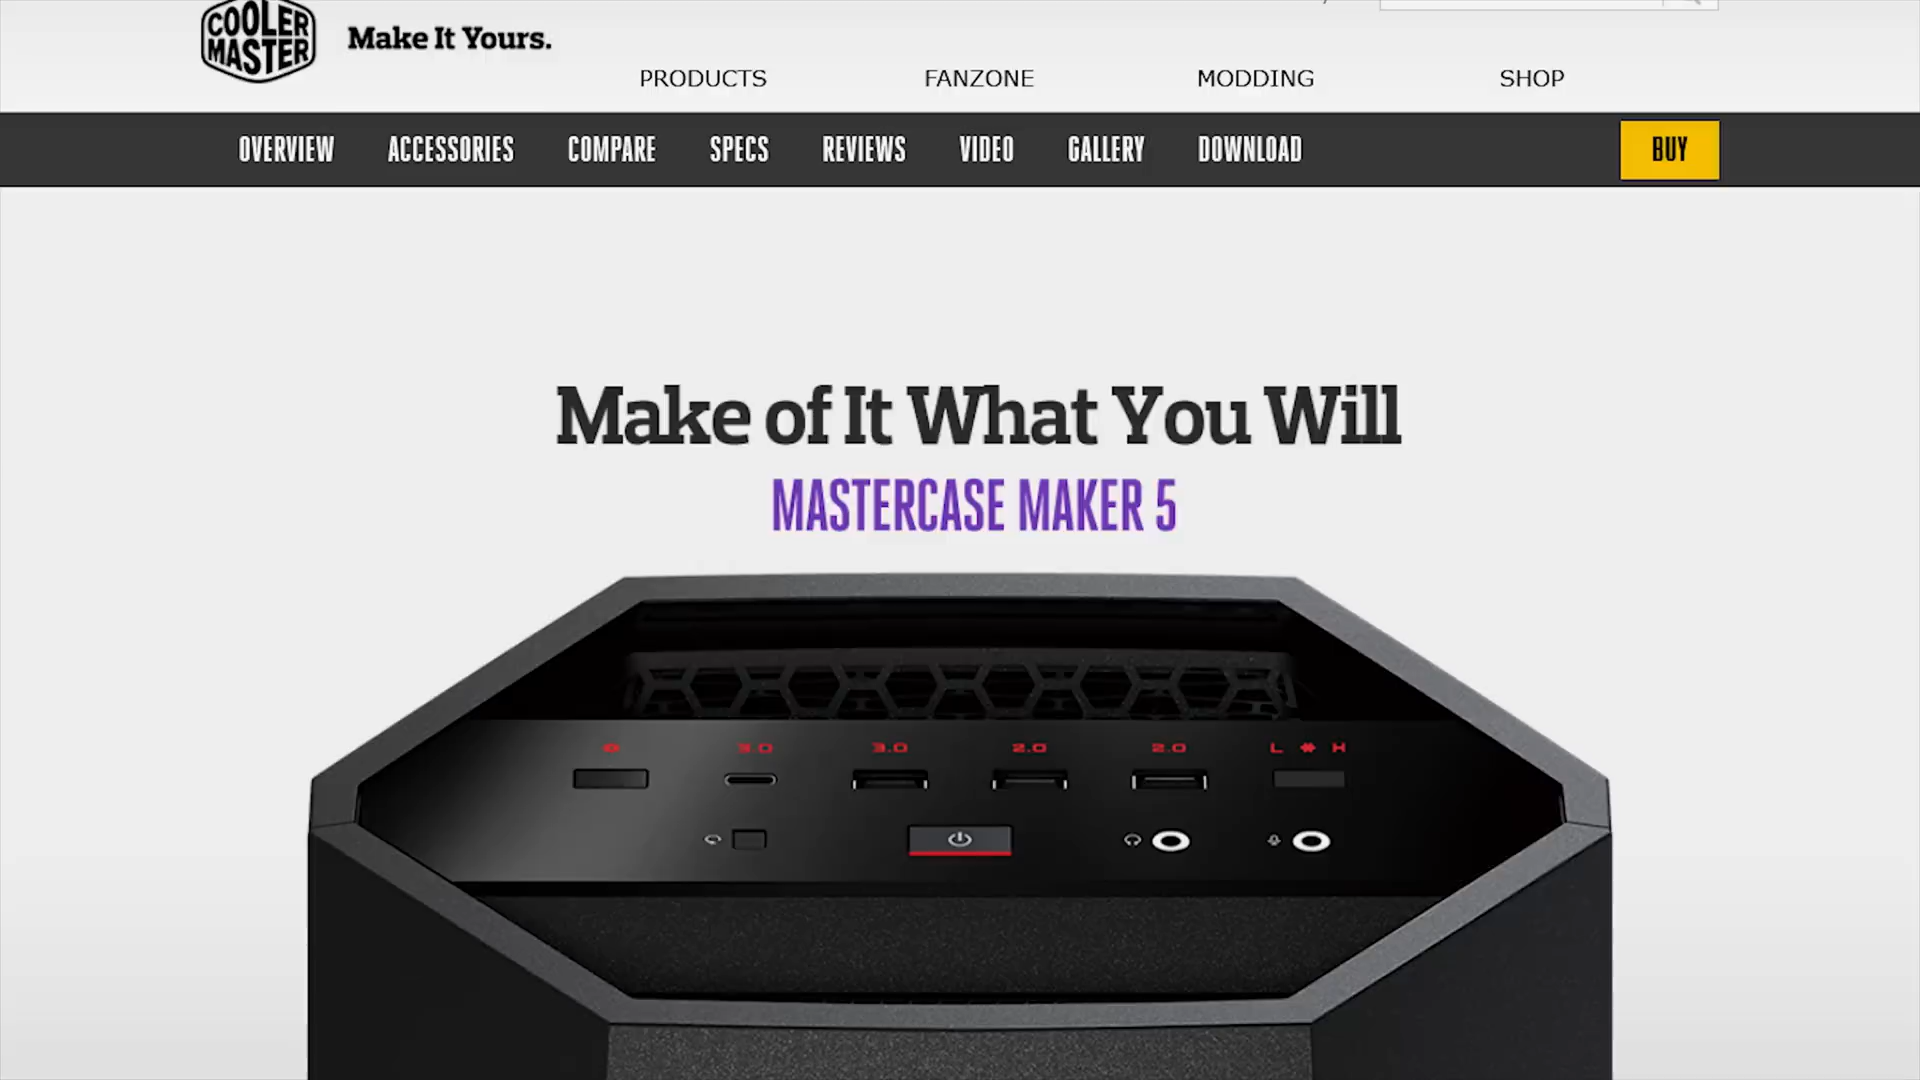 COOLER
MASTER
Make It Yours.
PRODUCTS
FANZONE
MODDING
SHOP
OVERVIEW
ACCESSORIES
COMPARE
SPECS
REVIEWS
VIDEO
GALLERY
DOWNLOAD
BUY
Make of It What You Will
MASTERCASE MAKER 5
3.0
3.0
2.0
2.0
L
H